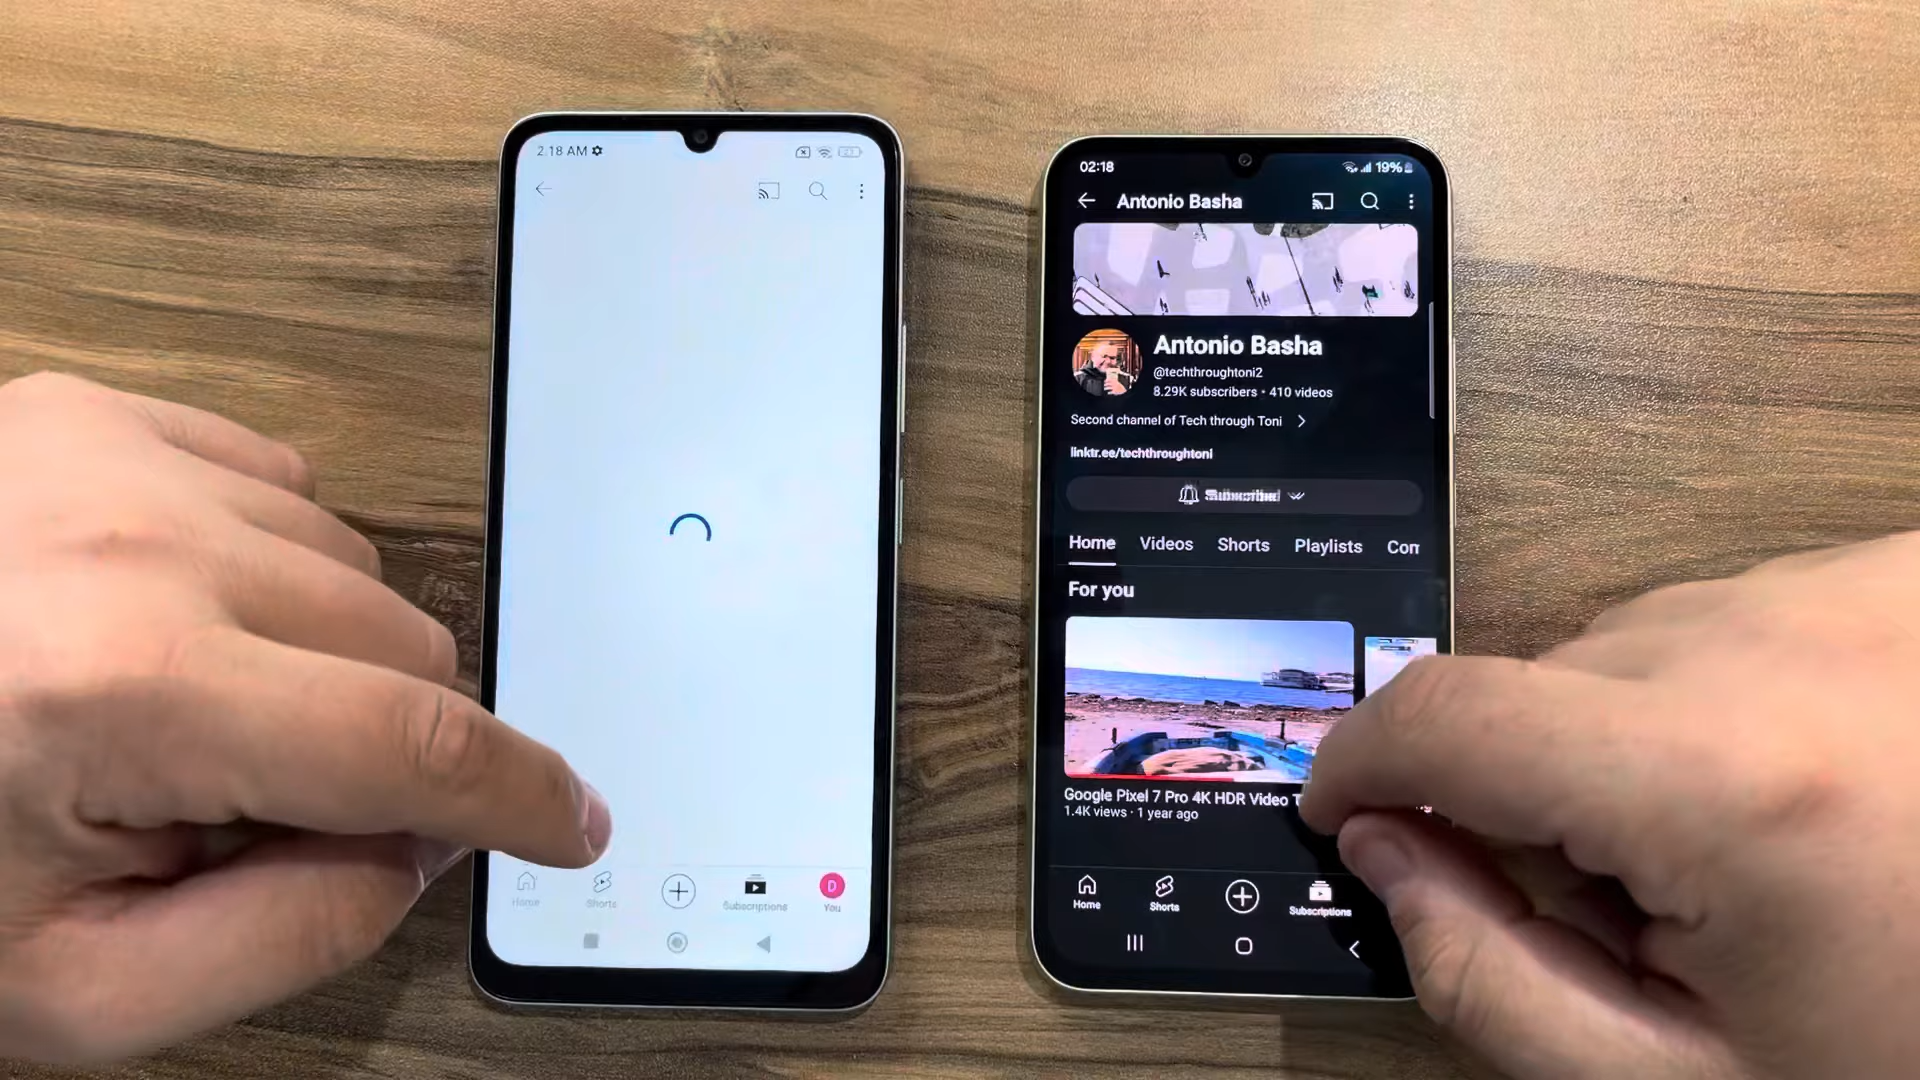 2.18 AM
Home
Shorts
Subscriptions
D
You
02:18
19%
Antonio Basha
Antonio Basha
@techthroughtoni2
8.29K subscribers • 410 videos
Second channel of Tech through Toni
linktr.ee/techthroughtoni
Subscribed
Home Videos Shorts Playlists Com
For you
Google Pixel 7 Pro 4K HDR Video T
1.4K views · 1 year ago
Home
Shorts
Subscriptions